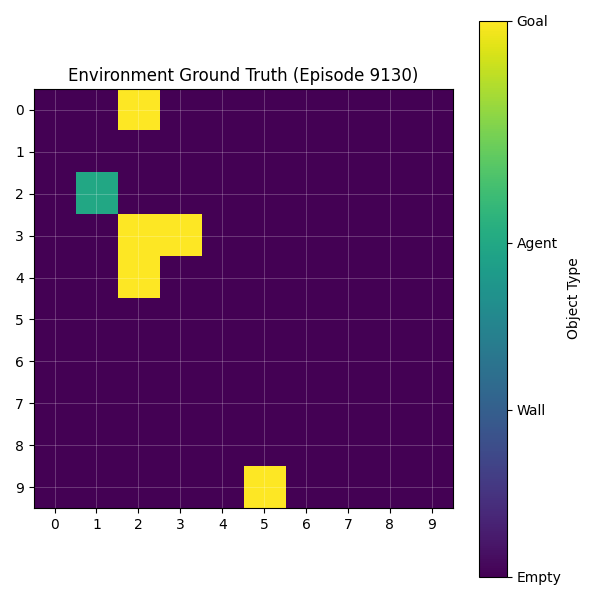 Environment Ground Truth (Episode 9130)
0
1
2
3
4
5
6
7
8
9
0 1 2 3 4 5 6 7 8 9
Goal
Agent
Wall
Empty
Object Type